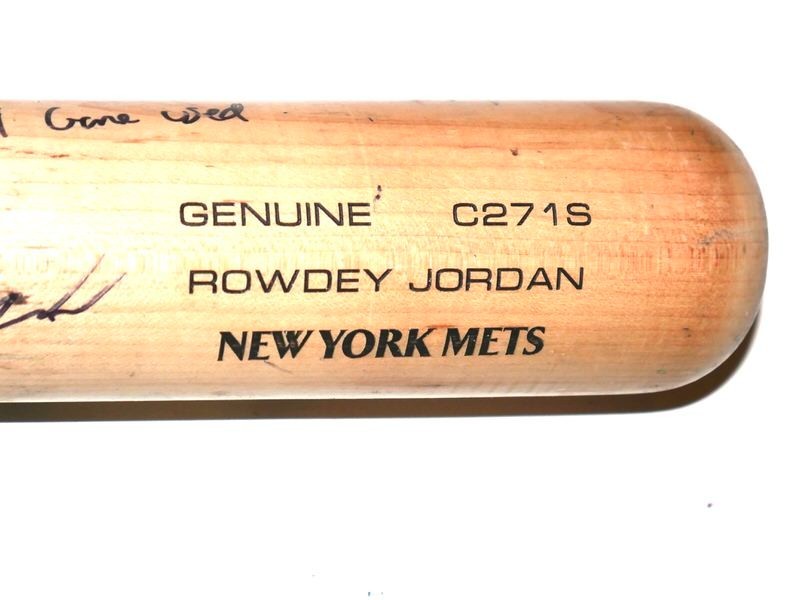 Game Used
GENUINE C271S
ROWDEY JORDAN
NEW YORK METS